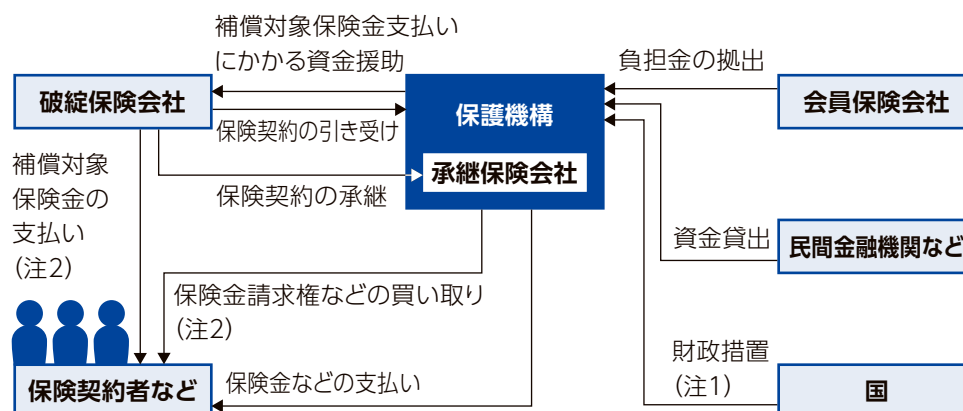 補償対象保険金支払い
にかかる資金援助
負担金の拠出
破綻保険会社
保護機構
会員保険会社
保険契約の引き受け
補償対象
保険金の
支払い
(注2)
承継保険会社
保険契約の承継
資金貸出
民間金融機関など
保険金請求権などの買い取り
(注2)
財政措置
(注1)
保険契約者など
保険金などの支払い
国